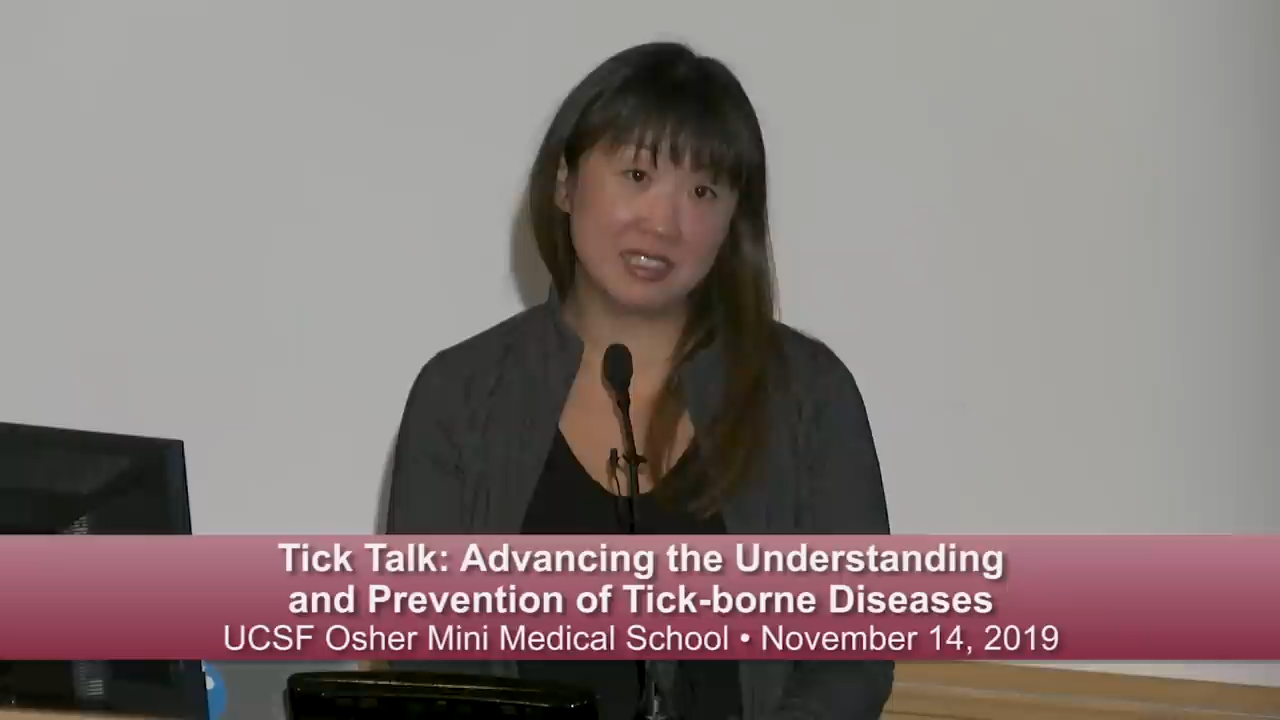 Tick Talk: Advancing the Understanding
and Prevention of Tick-borne Diseases
UCSF Osher Mini Medical School • November 14, 2019